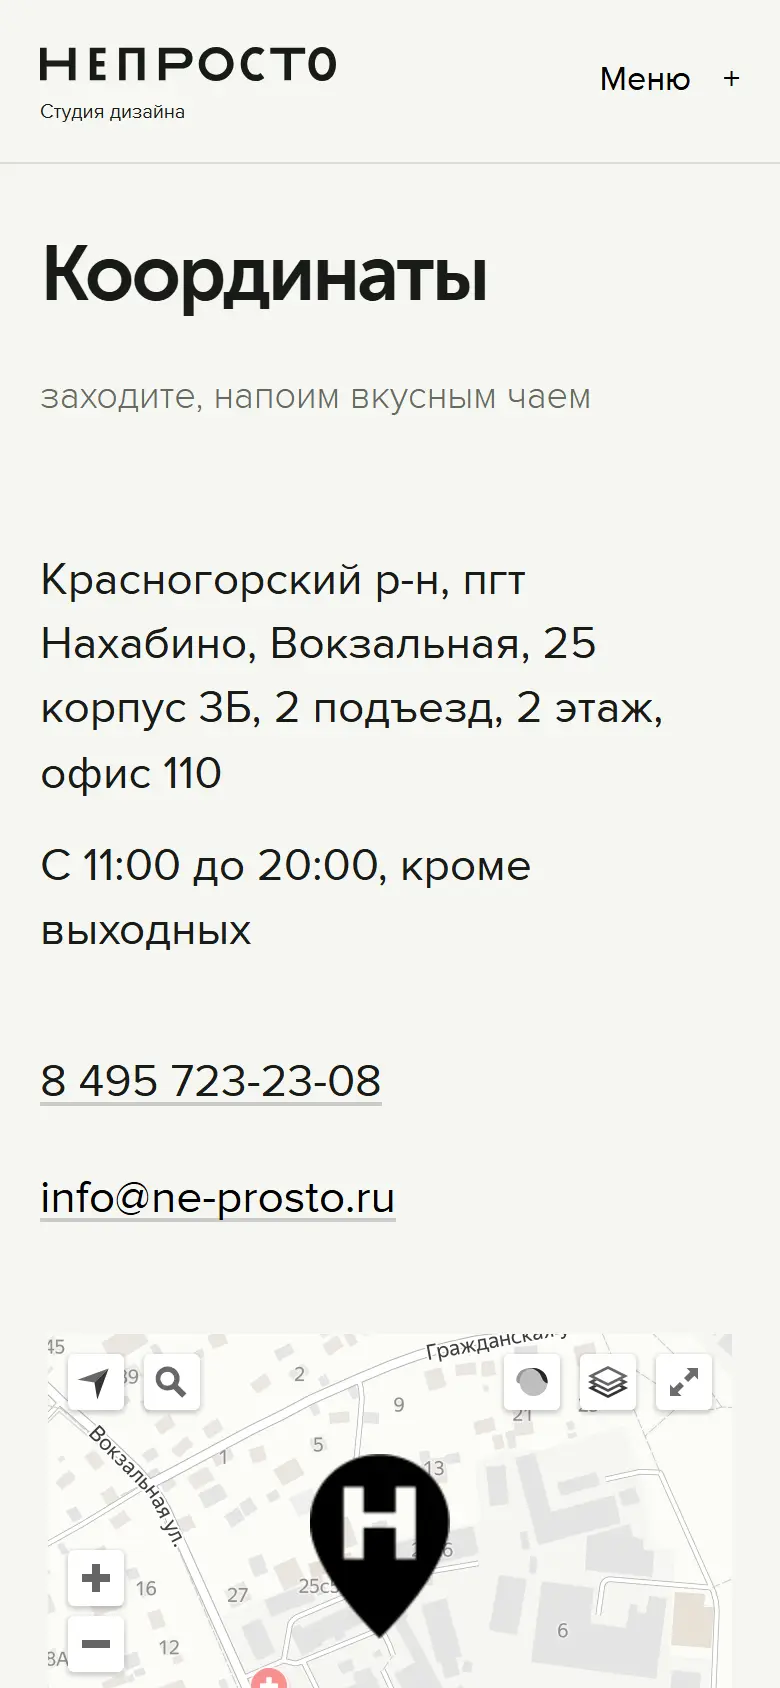 НЕПРОСТО
Студия дизайна
Меню +
Координаты
заходите, напоим вкусным чаем
Красногорский р-н, пгт
Нахабино, Вокзальная, 25
корпус 3Б, 2 подъезд, 2 этаж,
офис 110
С 11:00 до 20:00, кроме
выходных
8 495 723-23-08
info@ne-prosto.ru
45
2
9
21
5
1
13
Вокзальная ул.
Н
16
27
6
12
8А